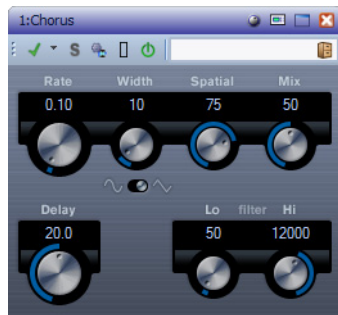 1:Chorus
S
Rate Width Spatial Mix
0.10 10 75 50
Delay Lo filter Hi
20.0 50 12000